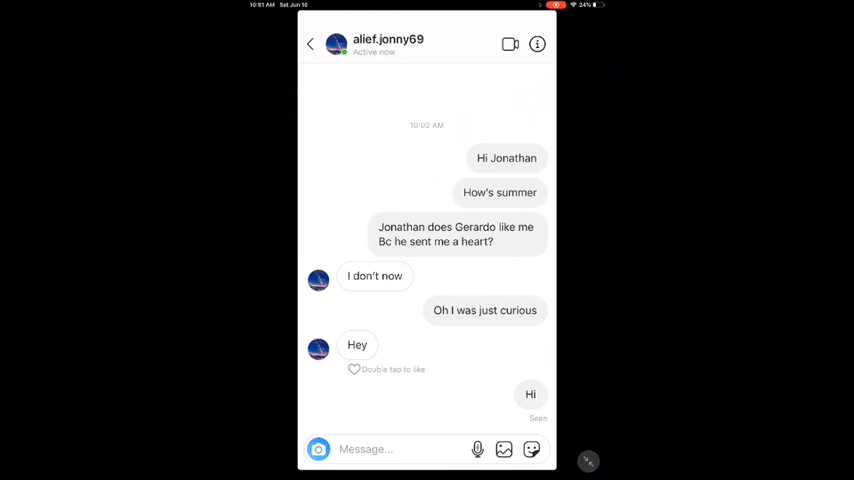 10:51 AM Sat Jun 15
24%
alief.jonny69
Active now
10:02 AM
Hi Jonathan
How's summer
Jonathan does Gerardo like me
Bc he sent me a heart?
I don't now
Oh I was just curious
Hey
Double tap to like
Hi
Seen
Message...